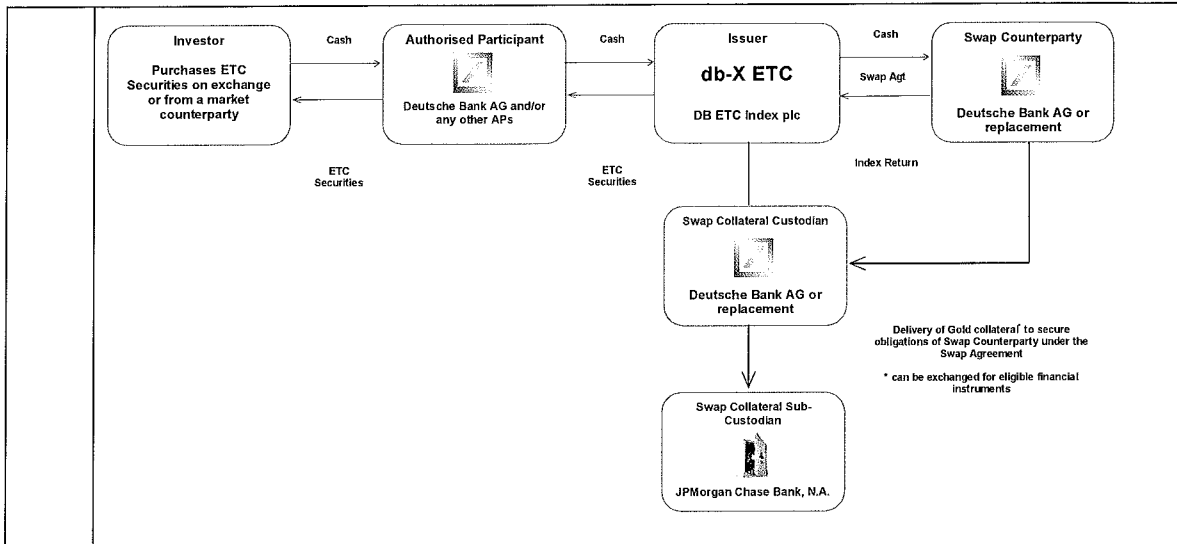 Investor
Purchases ETC
Securities on exchange
or from a market
counterparty
Cash
Authorised Participant
Deutsche Bank AG and/or
any other APs
Cash
Issuer
db-X ETC
DB ETC Index plc
Cash
Swap Agt
Swap Counterparty
Deutsche Bank AG or
replacement
ETC
Securities
ETC
Securities
Index Return
Swap Collateral Custodian
Deutsche Bank AG or
replacement
Delivery of Gold collateral* to secure
obligations of Swap Counterparty under the
Swap Agreement
* can be exchanged for eligible financial
instruments
Swap Collateral Sub-
Custodian
JPMorgan Chase Bank, N.A.